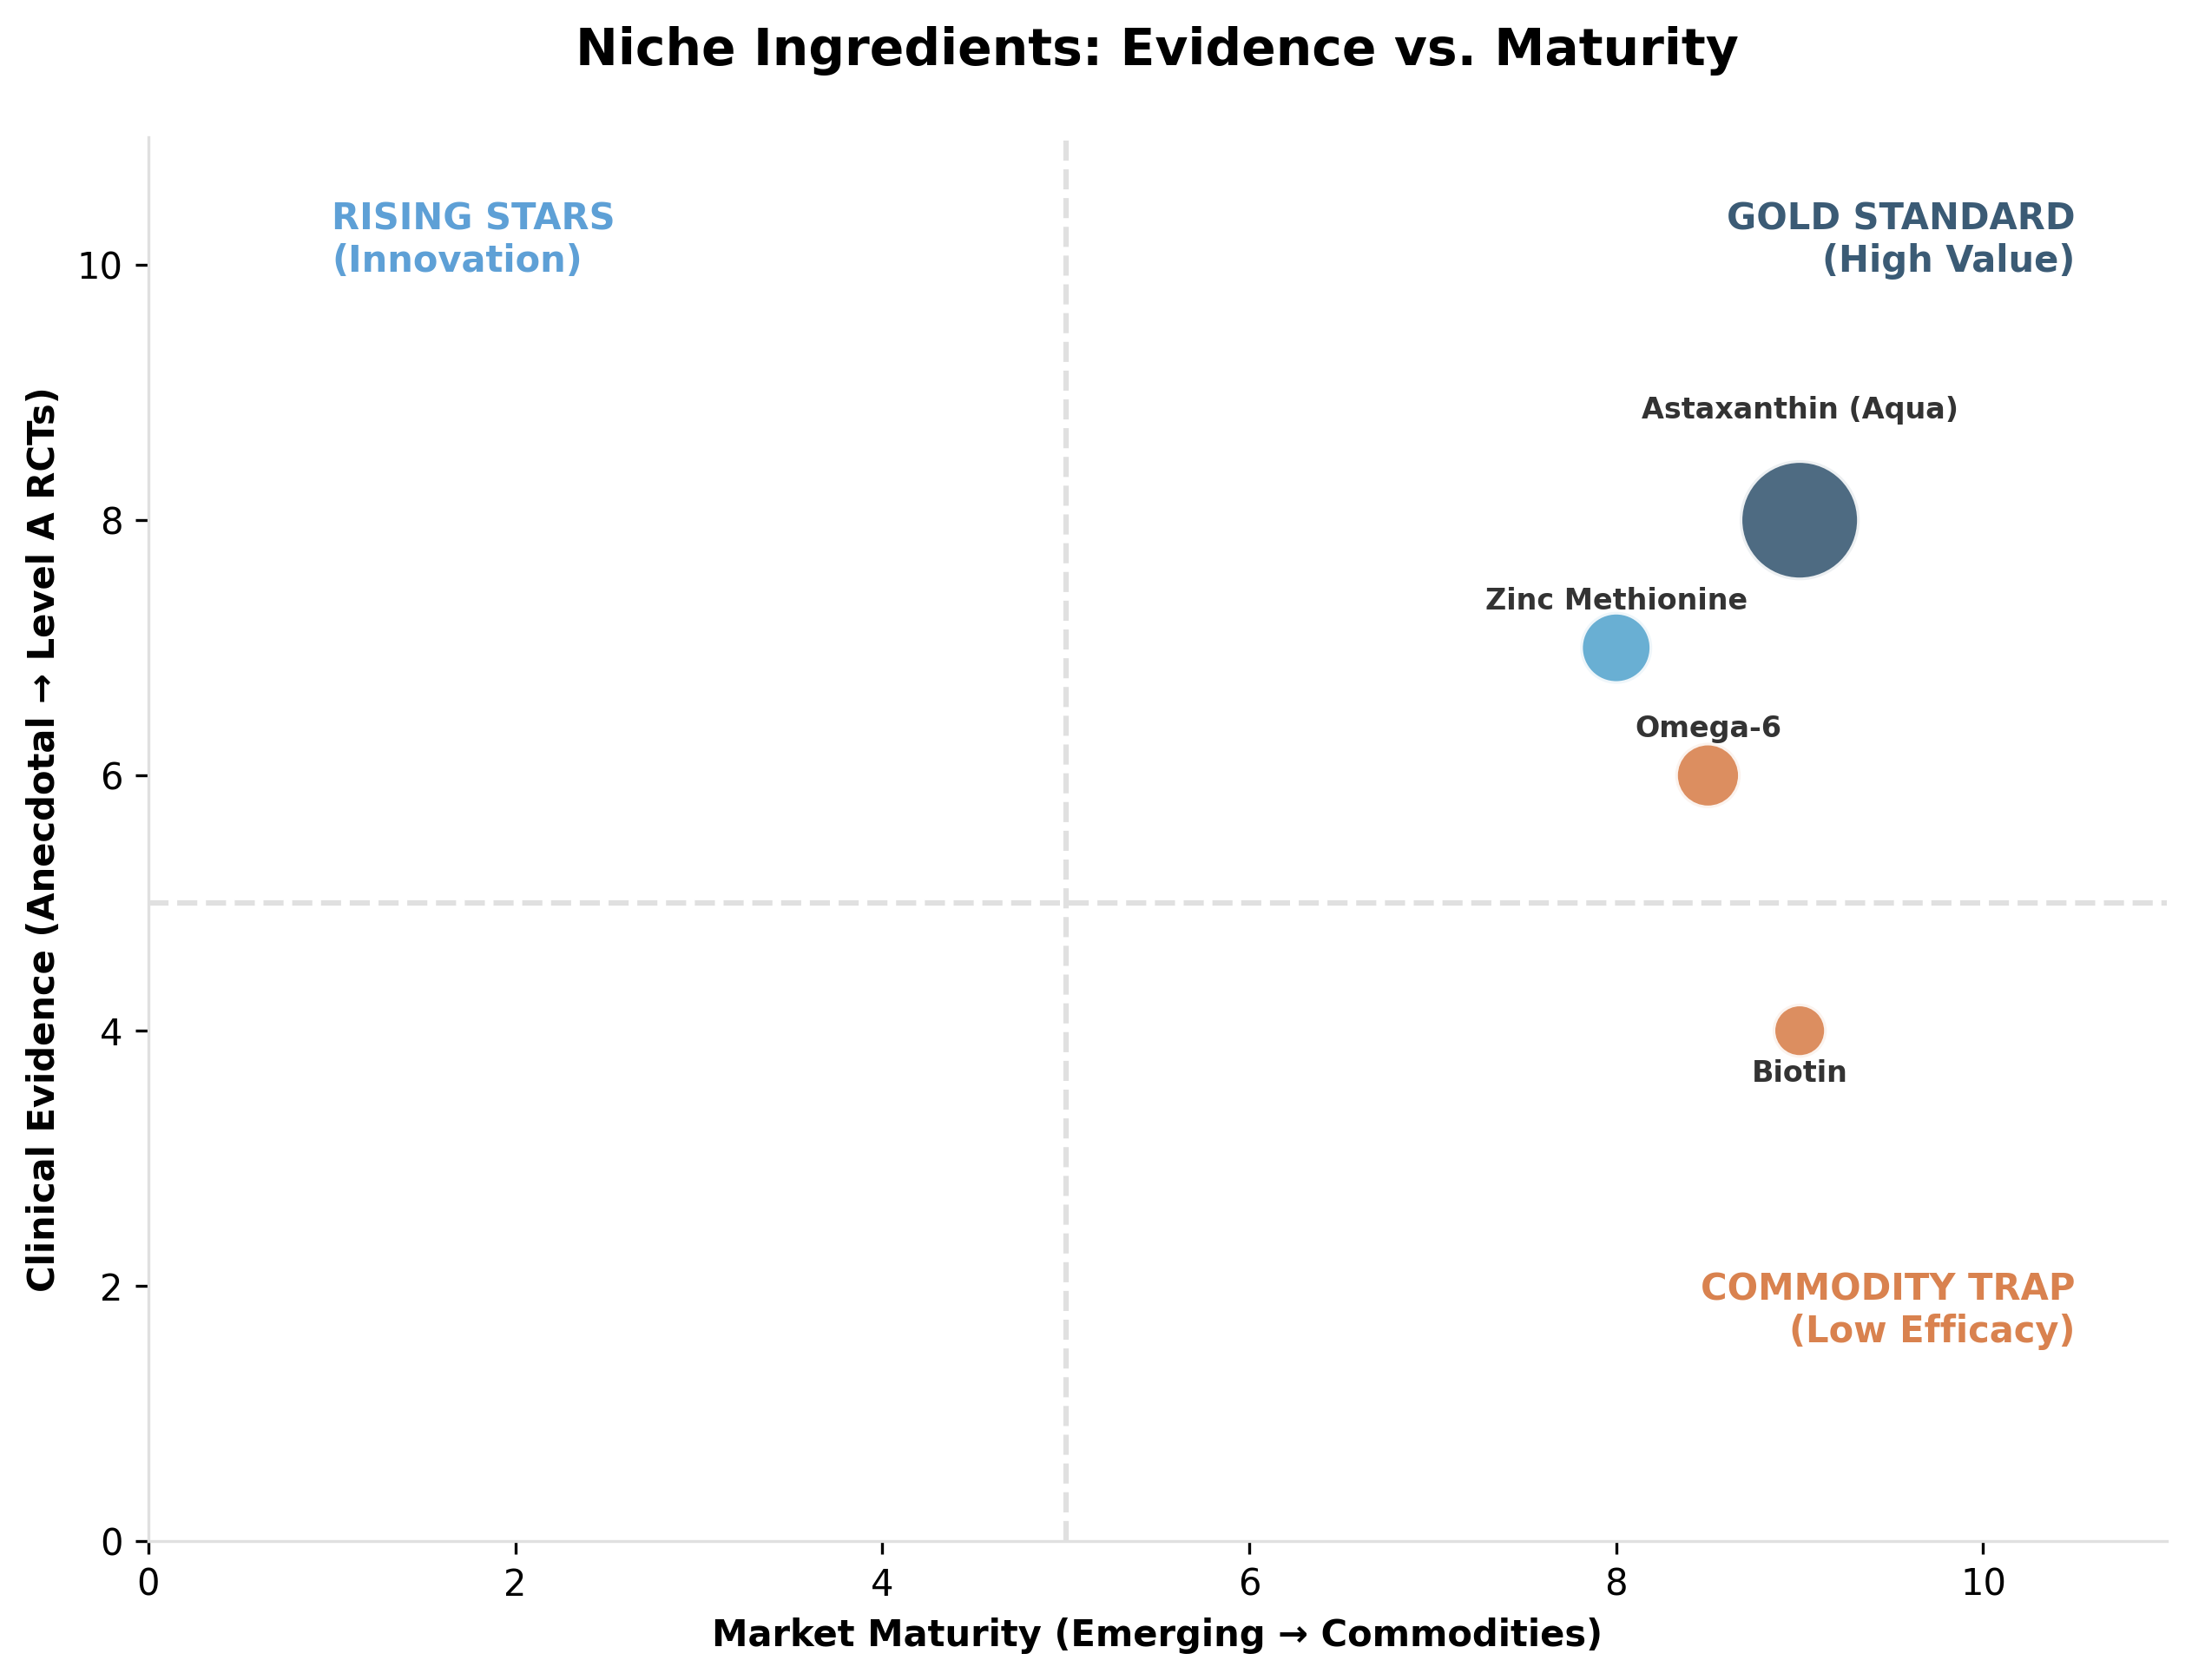 Niche Ingredients: Evidence vs. Maturity
RISING STARS
(Innovation)
GOLD STANDARD
(High Value)
Astaxanthin (Aqua)
Zinc Methionine
Omega-6
Biotin
COMMODITY TRAP
(Low Efficacy)
Clinical Evidence (Anecdotal → Level A RCTs)
10
8
6
4
2
0
0 2 4 6 8 10
Market Maturity (Emerging → Commodities)